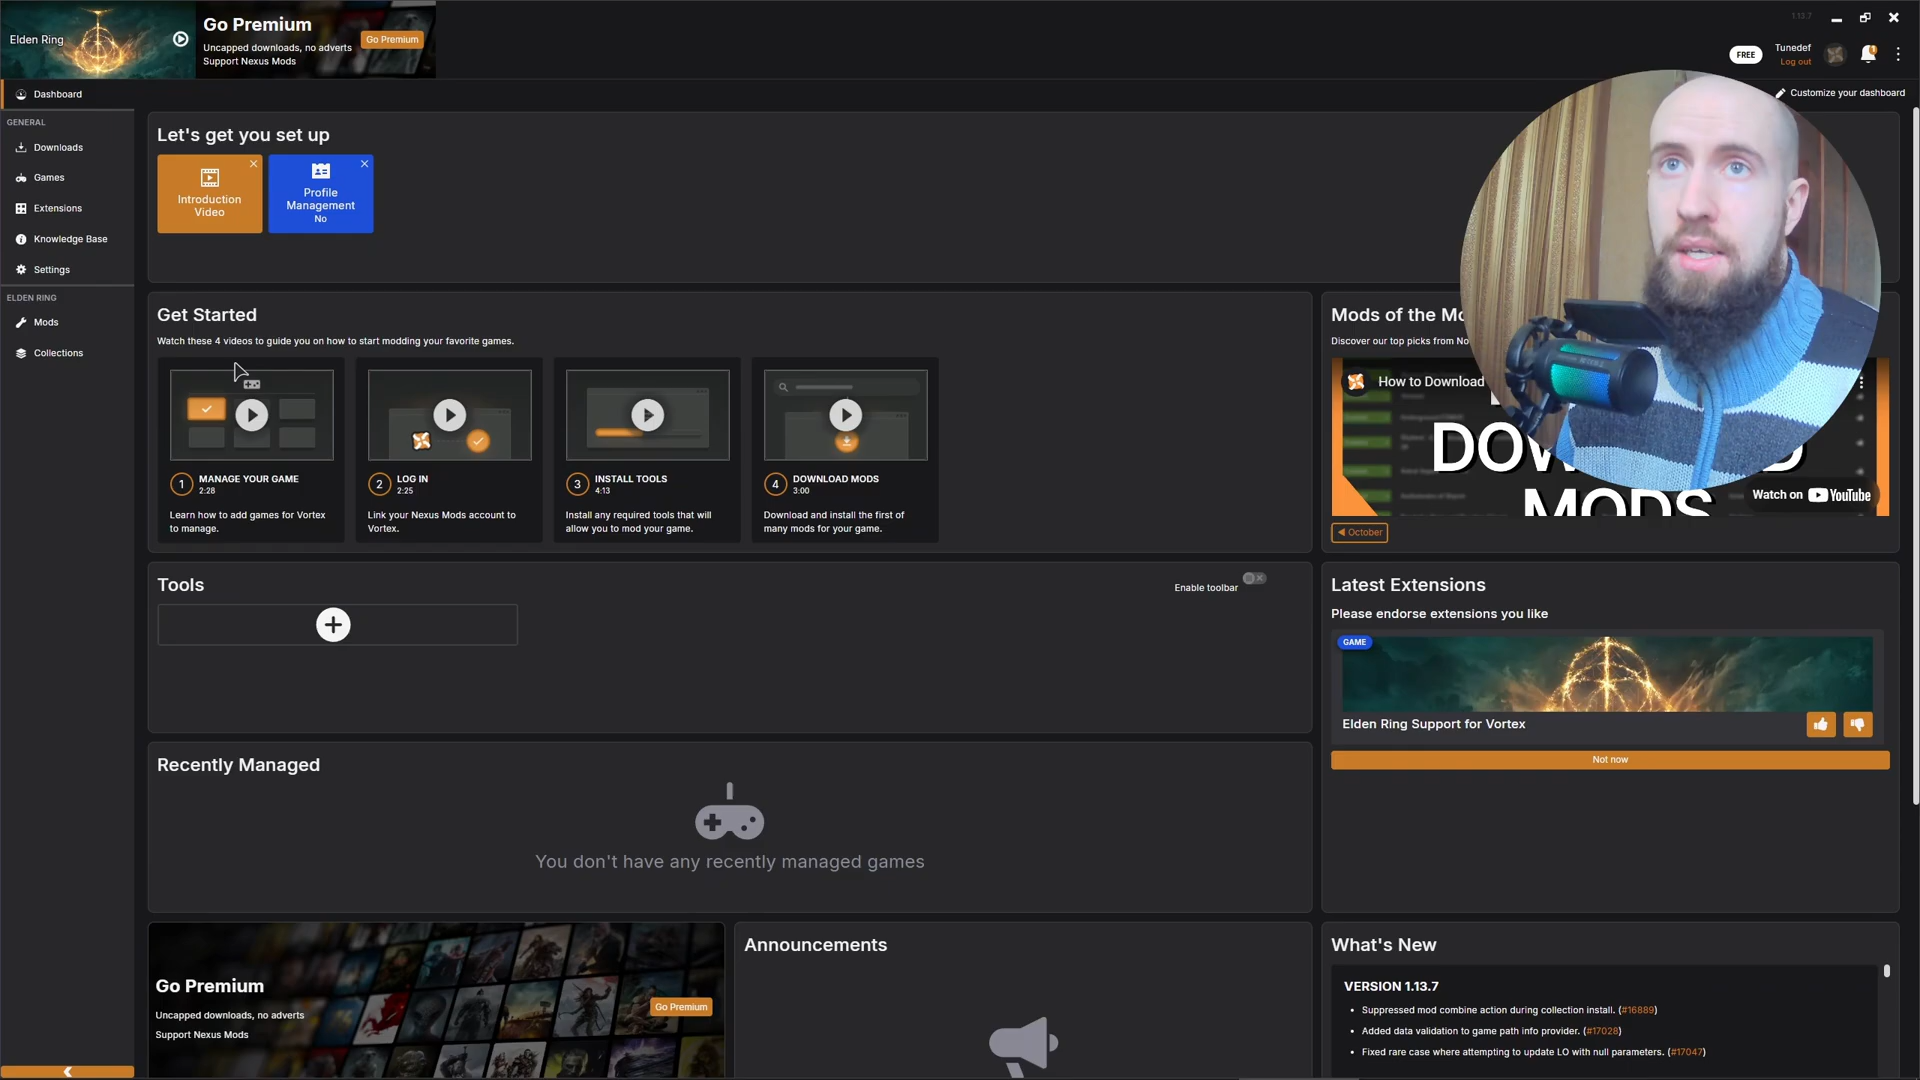 Elden Ring
Go Premium
Uncapped downloads, no adverts
Support Nexus Mods
Go Premium
1.13.7
FREE
Tunedef
Log out
Dashboard
Customize your dashboard
GENERAL
Downloads
Games
Extensions
Knowledge Base
Settings
ELDEN RING
Mods
Collections
Let's get you set up
Introduction
Video
Profile
Management
No
Get Started
Watch these 4 videos to guide you on how to start modding your favorite games.
1
MANAGE YOUR GAME
2:28
Learn how to add games for Vortex
to manage.
2
LOG IN
2:25
Link your Nexus Mods account to
Vortex.
3
INSTALL TOOLS
4:13
Install any required tools that will
allow you to mod your game.
4
DOWNLOAD MODS
3:00
Download and install the first of
many mods for your game.
Mods of the Mo
Discover our top picks from No
How to Download
MODS
Watch on YouTube
October
Tools
Enable toolbar
Latest Extensions
Please endorse extensions you like
GAME
Elden Ring Support for Vortex
Not now
Recently Managed
You don't have any recently managed games
Go Premium
Uncapped downloads, no adverts
Support Nexus Mods
Go Premium
Announcements
What's New
VERSION 1.13.7
• Suppressed mod combine action during collection install. (#16889)
• Added data validation to game path info provider. (#17028)
• Fixed rare case where attempting to update LO with null parameters. (#17047)